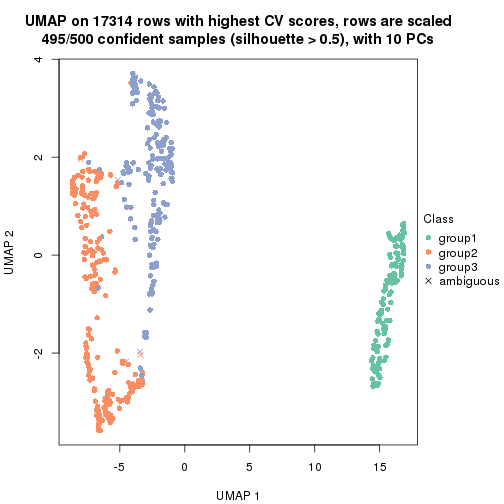 UMAP on 17314 rows with highest CV scores, rows are scaled
495/500 confident samples (silhouette > 0.5), with 10 PCs
4
2
0
-2
UMAP 2
-5
0
5
10
15
UMAP 1
Class
group1
group2
group3
ambiguous